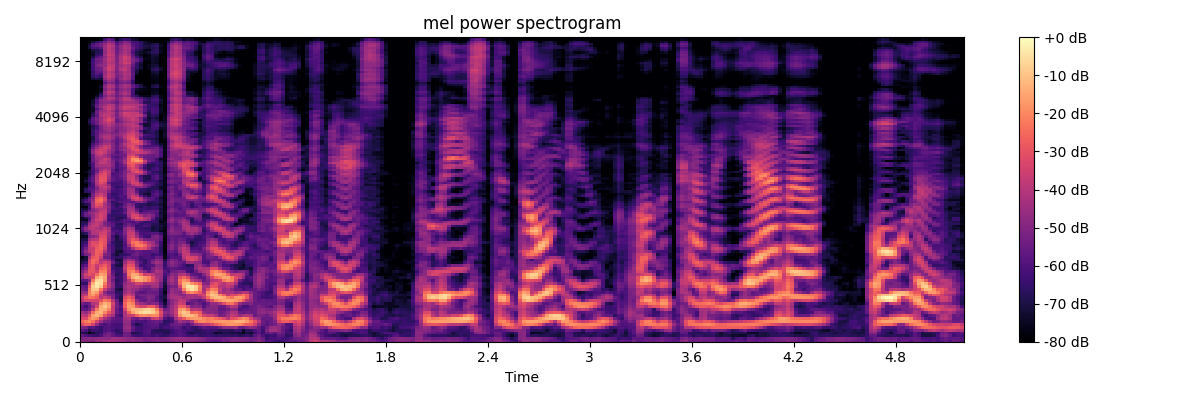 mel power spectrogram
Hz
8192
4096
2048
1024
512
0
0 0.6 1.2 1.8 2.4 3 3.6 4.2 4.8
Time
+0 dB
-10 dB
-20 dB
-30 dB
-40 dB
-50 dB
-60 dB
-70 dB
-80 dB